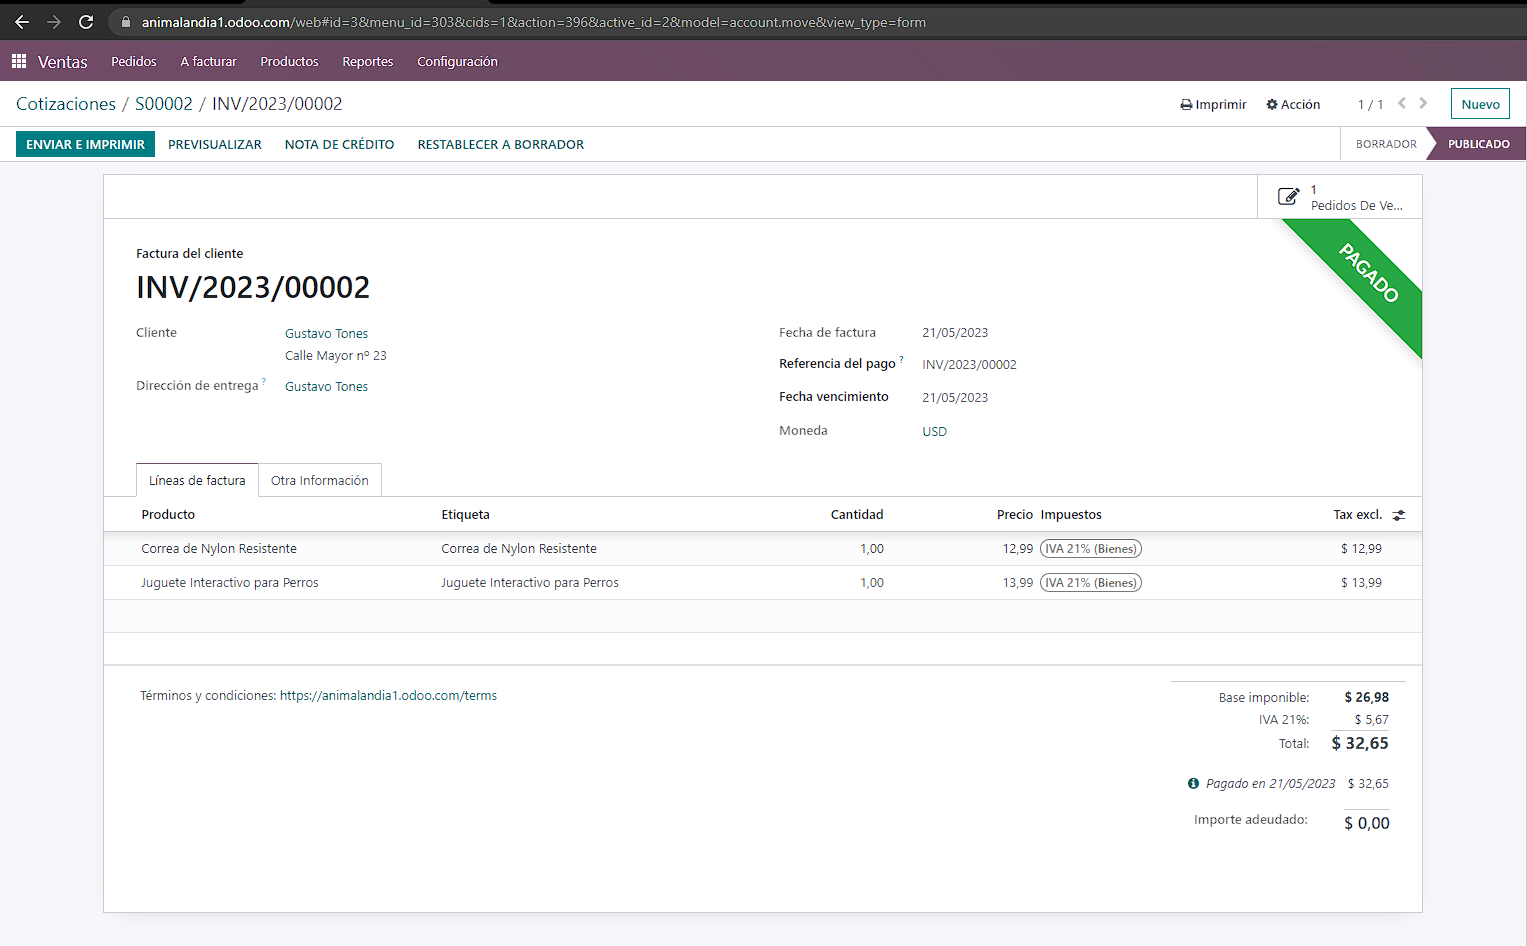 animalandia1.odoo.com/web#id=3&menu_id=303&cids=1&action=396&active_id=2&model=account.move&view_type=form
Ventas Pedidos A facturar Productos Reportes Configuración
Cotizaciones / S00002 / INV/2023/00002
Imprimir Acción 1 / 1 Nuevo
ENVIAR E IMPRIMIR PREVISUALIZAR NOTA DE CRÉDITO RESTABLECER A BORRADOR
BORRADOR PUBLICADO
1
Pedidos De Ve...
PAGADO
Factura del cliente
INV/2023/00002
Cliente Gustavo Tones
Calle Mayor nº 23
Dirección de entrega ? Gustavo Tones
Fecha de factura 21/05/2023
Referencia del pago ? INV/2023/00002
Fecha vencimiento 21/05/2023
Moneda USD
Líneas de factura Otra Información
Producto Etiqueta Cantidad Precio Impuestos Tax excl.
Correa de Nylon Resistente Correa de Nylon Resistente 1,00 12,99 IVA 21% (Bienes) $ 12,99
Juguete Interactivo para Perros Juguete Interactivo para Perros 1,00 13,99 IVA 21% (Bienes) $ 13,99
Términos y condiciones: https://animalandia1.odoo.com/terms
Base imponible: $ 26,98
IVA 21%: $ 5,67
Total: $ 32,65
Pagado en 21/05/2023 $ 32,65
Importe adeudado: $ 0,00